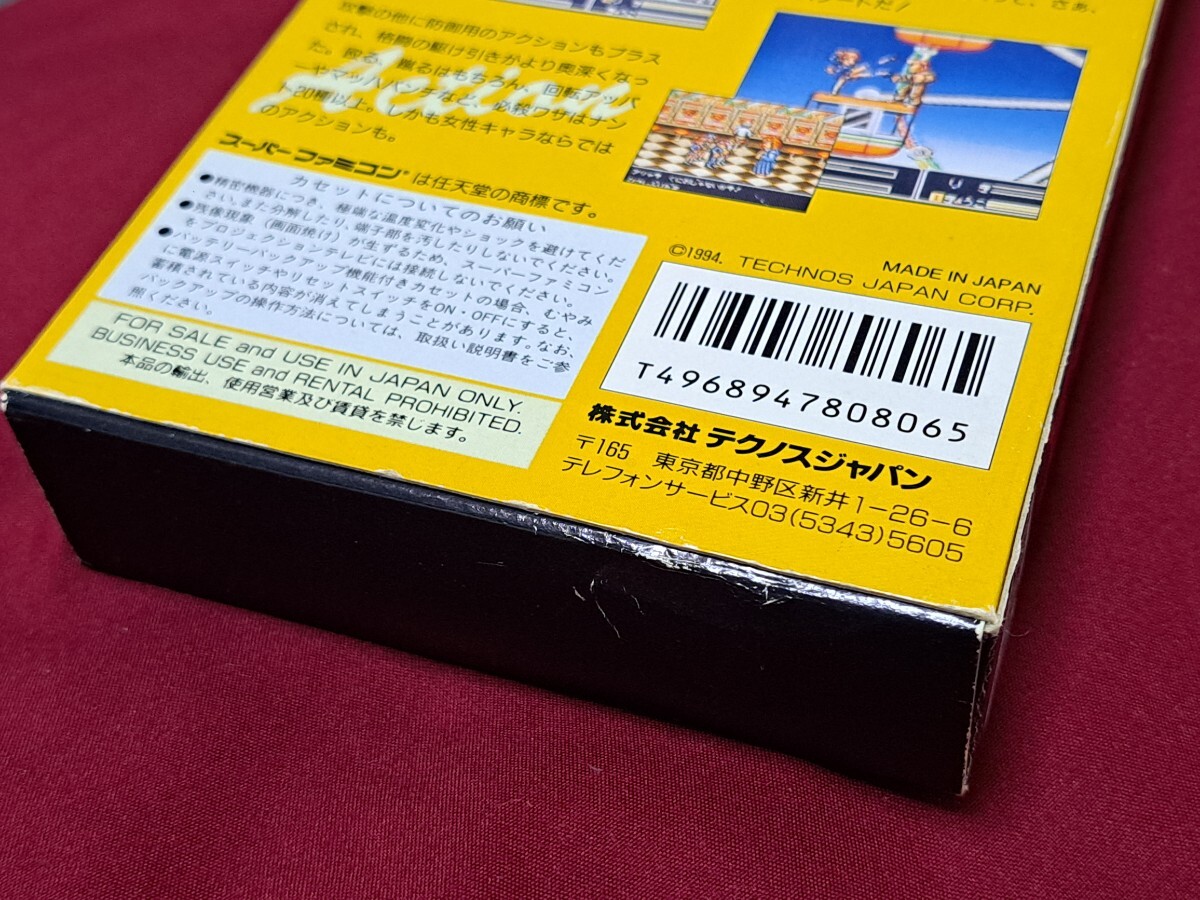 攻撃の他に防御用のアクションもプラス
され、格闘の駆け引きがより奥深くなっ
た。殴る、蹴るはもちろん、回転アッパ
ーやマッハパンチなど、必殺ワザはナン
ト20種以上。しかも女性キャラならでは
のアクションも。
Action
スーパーファミコン®は任天堂の商標です。
カセットについてのお願い
●精密機器につき、極端な温度変化やショックを避けてくだ
さい。また分解したり、端子部を汚したりしないでください。
●残像現象(画面焼け)が生ずるため、スーパーファミコン
をプロジェクションテレビには接続しないでください。
●バッテリーバックアップ機能付きカセットの場合、むやみ
に電源スイッチやリセットスイッチをON・OFFにすると、
蓄積されている内容が消えてしまうことがあります。なお、
バックアップの操作方法については、取扱い説明書をご参
照ください。
FOR SALE and USE IN JAPAN ONLY.
BUSINESS USE and RENTAL PROHIBITED.
本品の輸出、使用営業及び賃貸を禁じます。
さあ、
ートだ!
MADE IN JAPAN
©1994. TECHNOS JAPAN CORP.
T4968947808065
株式会社 テクノスジャパン
〒165 東京都中野区新井1-26-6
テレフォンサービス03(5343)5605